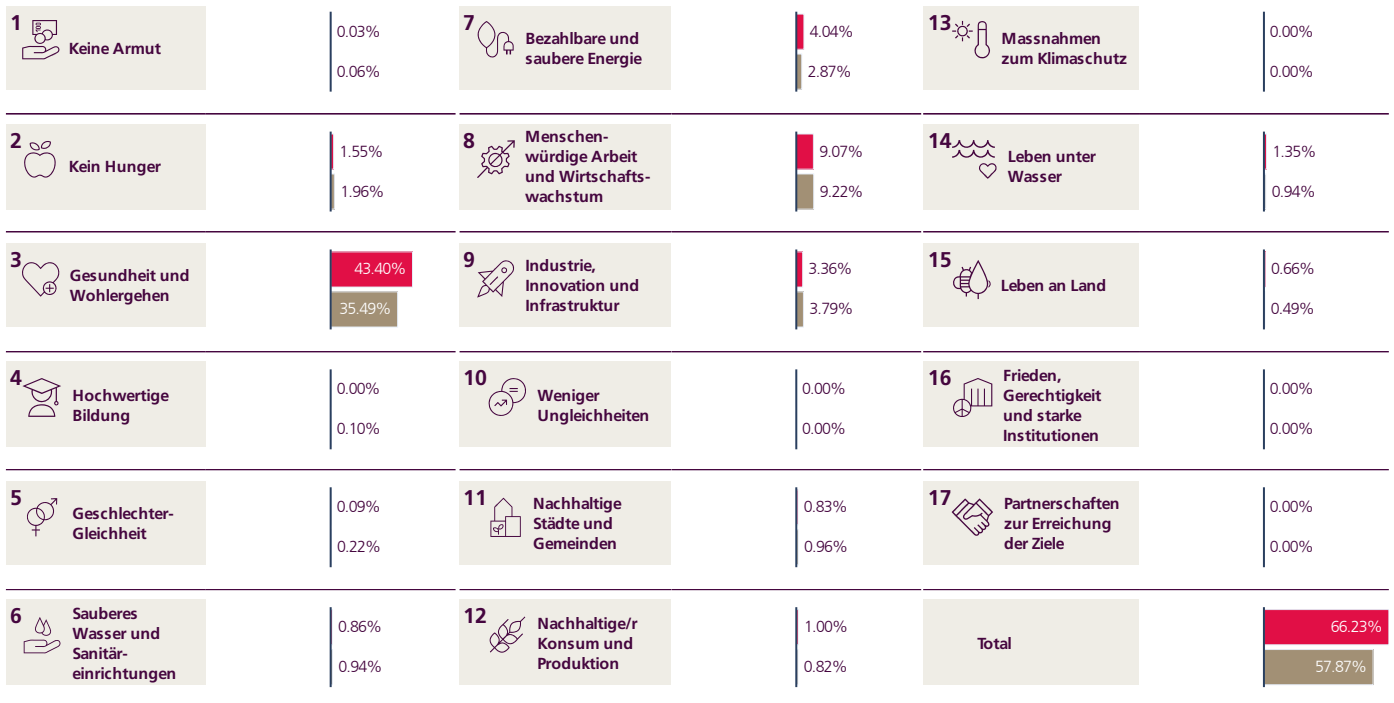 1
Keine Armut
0.03%
0.06%
2
Kein Hunger
1.55%
1.96%
3
Gesundheit und
Wohlergehen
43.40%
35.49%
4
Hochwertige
Bildung
0.00%
0.10%
5
Geschlechter-
Gleichheit
0.09%
0.22%
6
Sauberes
Wasser und
Sanitär-
einrichtungen
0.86%
0.94%
7
Bezahlbare und
saubere Energie
4.04%
2.87%
8
Menschen-
würdige Arbeit
und Wirtschafts-
wachstum
9.07%
9.22%
9
Industrie,
Innovation und
Infrastruktur
3.36%
3.79%
10
Weniger
Ungleichheiten
0.00%
0.00%
11
Nachhaltige
Städte und
Gemeinden
0.83%
0.96%
12
Nachhaltige/r
Konsum und
Produktion
1.00%
0.82%
13
Massnahmen
zum Klimaschutz
0.00%
0.00%
14
Leben unter
Wasser
1.35%
0.94%
15
Leben an Land
0.66%
0.49%
16
Frieden,
Gerechtigkeit
und starke
Institutionen
0.00%
0.00%
17
Partnerschaften
zur Erreichung
der Ziele
0.00%
0.00%
Total
66.23%
57.87%